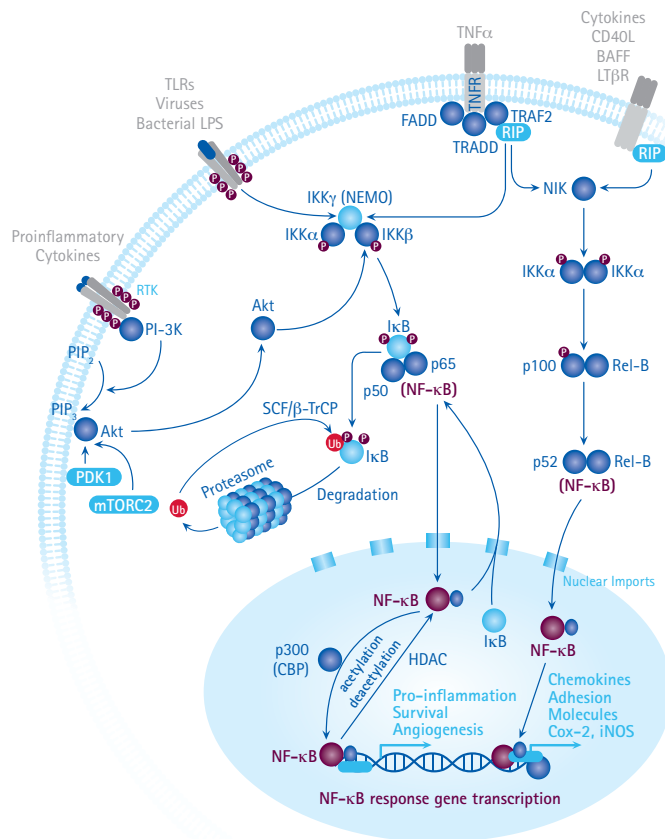 TNFα
Cytokines
CD40L
BAFF
LTβR
TLRs
Viruses
Bacterial LPS
TNFR
FADD
TRAF2
RIP
TRADD
RIP
P
P
P
P
P
P
NIK
IKKγ (NEMO)
IKKα
IKKβ
P
P
Proinflammatory
Cytokines
RTK
P
P
P
P
P
P
PI-3K
P
P
IKKα
IKKα
Akt
IκB
P
P
p65
p50
(NF-κB)
PIP2
P
p100
Rel-B
PIP3
Akt
SCF/β-TrCP
Ub
P
P
IκB
p52
Rel-B
(NF-κB)
PDK1
mTORC2
Ub
Proteasome
Degradation
Nuclear Imports
NF-κB
IκB
NF-κB
p300
(CBP)
acetylation
deacetylation
HDAC
Pro-inflammation
Survival
Angiogenesis
Chemokines
Adhesion
Molecules
Cox-2, iNOS
NF-κB
NF-κB response gene transcription